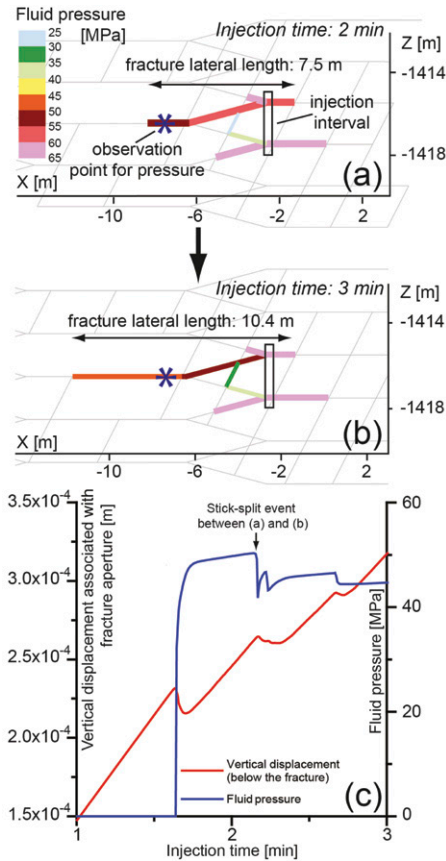 Fluid pressure
[MPa]
25
30
35
40
45
50
55
60
65
Injection time: 2 min
Z [m]
-1414
fracture lateral length: 7.5 m
injection
interval
observation
point for pressure
-1418
(a)
X [m]
-10 -6 -2 2
Injection time: 3 min
Z [m]
-1414
fracture lateral length: 10.4 m
-1418
(b)
X [m]
-10 -6 -2 2
3.5x10-4
3.0x10-4
2.5x10-4
2.0x10-4
1.5x10-4
Vertical displacement associated with
fracture aperture [m]
Stick-split event
between (a) and (b)
60
40
20
0
Fluid pressure [MPa]
Vertical displacement
(below the fracture)
Fluid pressure
(c)
1 2 3
Injection time [min]